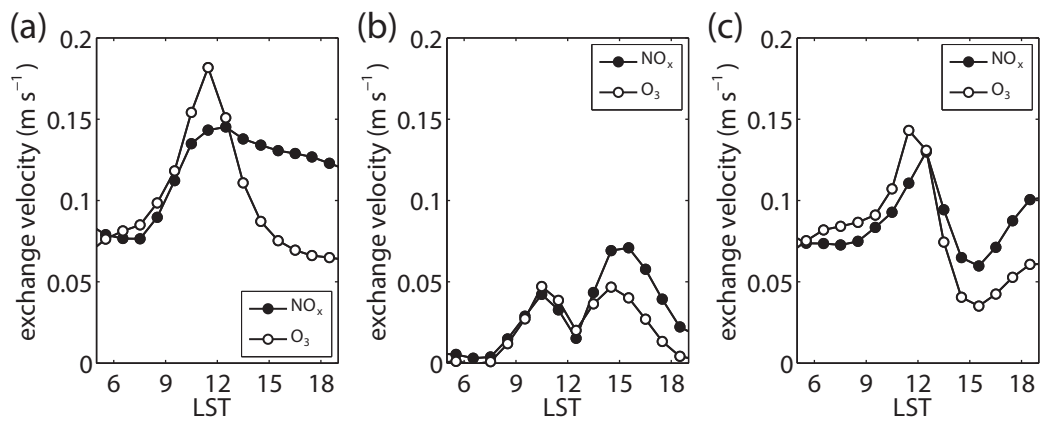 (a)
exchange velocity (m s⁻¹)
0.2
0.15
0.1
0.05
0
6 9 12 15 18
LST
NOₓ
O₃
(b)
exchange velocity (m s⁻¹)
0.2
0.15
0.1
0.05
0
6 9 12 15 18
LST
NOₓ
O₃
(c)
exchange velocity (m s⁻¹)
0.2
0.15
0.1
0.05
0
6 9 12 15 18
LST
NOₓ
O₃